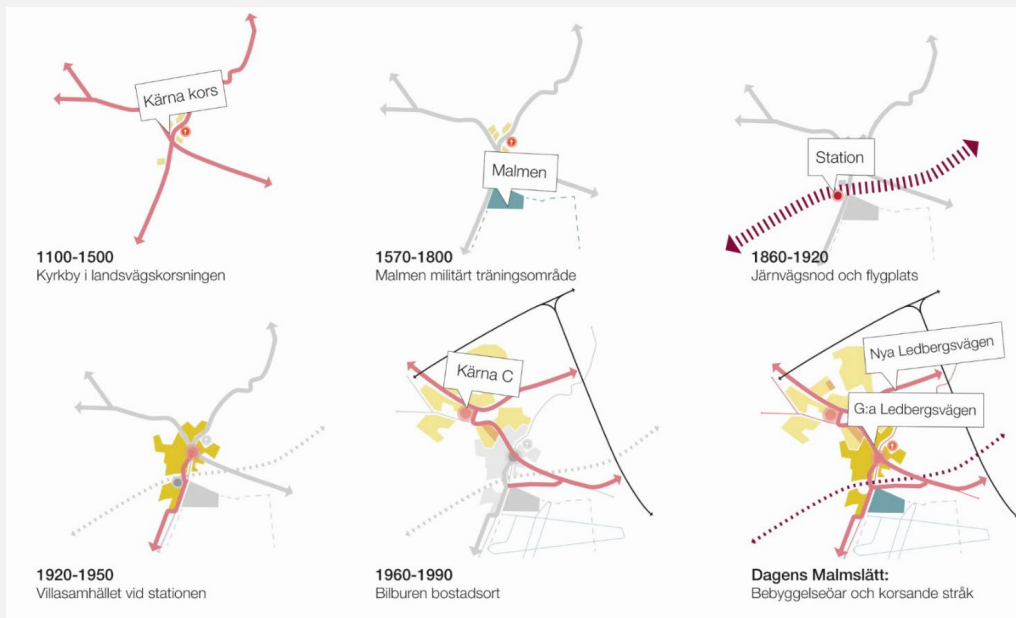 Kärna kors
1100-1500
Kyrkby i landsvägskorsningen
Malmen
1570-1800
Malmen militärt träningsområde
Station
1860-1920
Järnvägsnod och flygplats
1920-1950
Villasamhället vid stationen
Kärna C
1960-1990
Bilburen bostadsort
Nya Ledbergsvägen
G:a Ledbergsvägen
Dagens Malmslätt:
Bebyggelseöar och korsande stråk